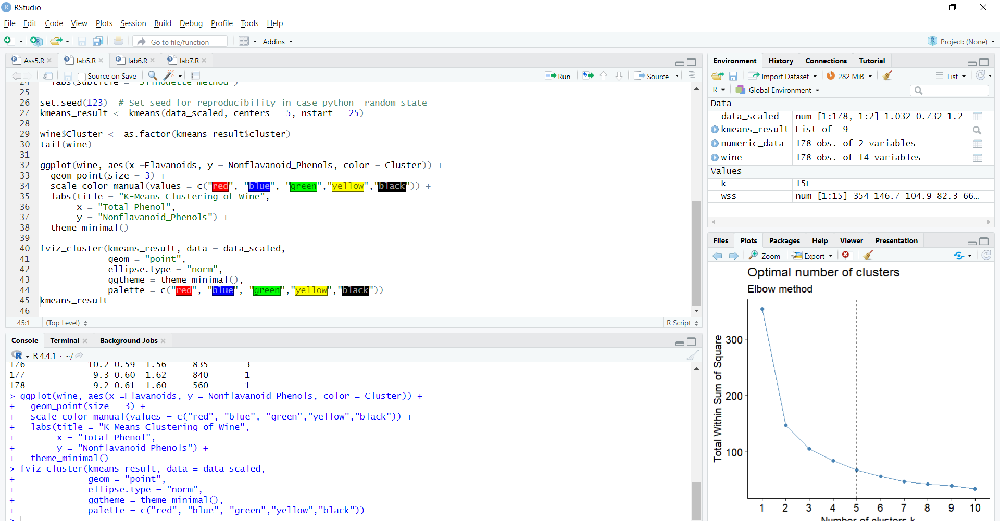 RStudio
File Edit Code View Plots Session Build Debug Profile Tools Help
Go to file/function Addins Project: (None)
Ass5.R lab5.R lab6.R lab7.R
Source on Save Run Source
24 labs(subtitle = "Silhouette method")
25
26 set.seed(123) # Set seed for reproducibility in case python- random_state
27 kmeans_result <- kmeans(data_scaled, centers = 5, nstart = 25)
28
29 wine$Cluster <- as.factor(kmeans_result$cluster)
30 tail(wine)
31
32 ggplot(wine, aes(x =Flavanoids, y = Nonflavanoid_Phenols, color = Cluster)) +
33 geom_point(size = 3) +
34 scale_color_manual(values = c("red", "blue", "green","yellow","black")) +
35 labs(title = "K-Means Clustering of Wine",
36 x = "Total Phenol",
37 y = "Nonflavanoid_Phenols") +
38 theme_minimal()
39
40 fviz_cluster(kmeans_result, data = data_scaled,
41 geom = "point",
42 ellipse.type = "norm",
43 ggtheme = theme_minimal(),
44 palette = c("red", "blue", "green","yellow","black"))
45 kmeans_result
46
45:1 (Top Level) R Script
Console Terminal Background Jobs
R 4.4.1 · ~/
176 10.2 0.59 1.56 835 3
177 9.3 0.60 1.62 840 1
178 9.2 0.61 1.60 560 1
> ggplot(wine, aes(x =Flavanoids, y = Nonflavanoid_Phenols, color = Cluster)) +
+ geom_point(size = 3) +
+ scale_color_manual(values = c("red", "blue", "green","yellow","black")) +
+ labs(title = "K-Means Clustering of Wine",
+ x = "Total Phenol",
+ y = "Nonflavanoid_Phenols") +
+ theme_minimal()
> fviz_cluster(kmeans_result, data = data_scaled,
+ geom = "point",
+ ellipse.type = "norm",
+ ggtheme = theme_minimal(),
+ palette = c("red", "blue", "green","yellow","black"))
>
Environment History Connections Tutorial
Import Dataset 282 MiB List
R Global Environment
Data
data_scaled num [1:178, 1:2] 1.032 0.732 1.2...
kmeans_result List of 9
numeric_data 178 obs. of 2 variables
wine 178 obs. of 14 variables
Values
k 15L
wss num [1:15] 354 146.7 104.9 82.3 66...
Files Plots Packages Help Viewer Presentation
Zoom Export
Optimal number of clusters
Elbow method
Total Within Sum of Square
300
200
100
1 2 3 4 5 6 7 8 9 10
Number of clusters k